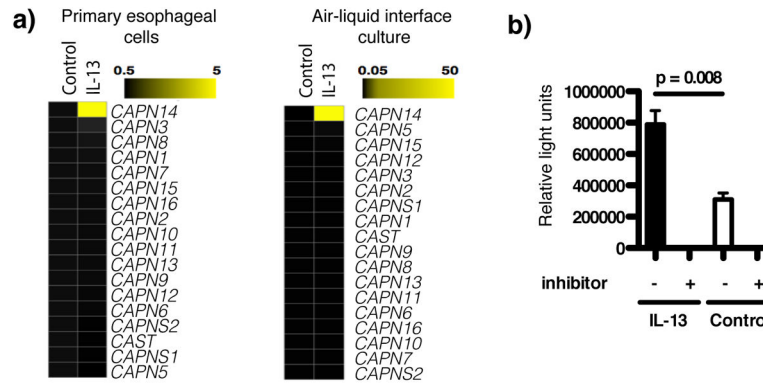 a)
Primary esophageal
cells
Control
IL-13
0.5 5
CAPN14
CAPN3
CAPN8
CAPN1
CAPN7
CAPN15
CAPN16
CAPN2
CAPN10
CAPN11
CAPN13
CAPN9
CAPN12
CAPN6
CAPNS2
CAST
CAPNS1
CAPN5
Air-liquid interface
culture
Control
IL-13
0.05 50
CAPN14
CAPN5
CAPN15
CAPN12
CAPN3
CAPN2
CAPNS1
CAPN1
CAST
CAPN9
CAPN8
CAPN13
CAPN11
CAPN6
CAPN16
CAPN10
CAPN7
CAPNS2
b)
p = 0.008
Relative light units
1000000
800000
600000
400000
200000
0
inhibitor - + - +
IL-13 Contro